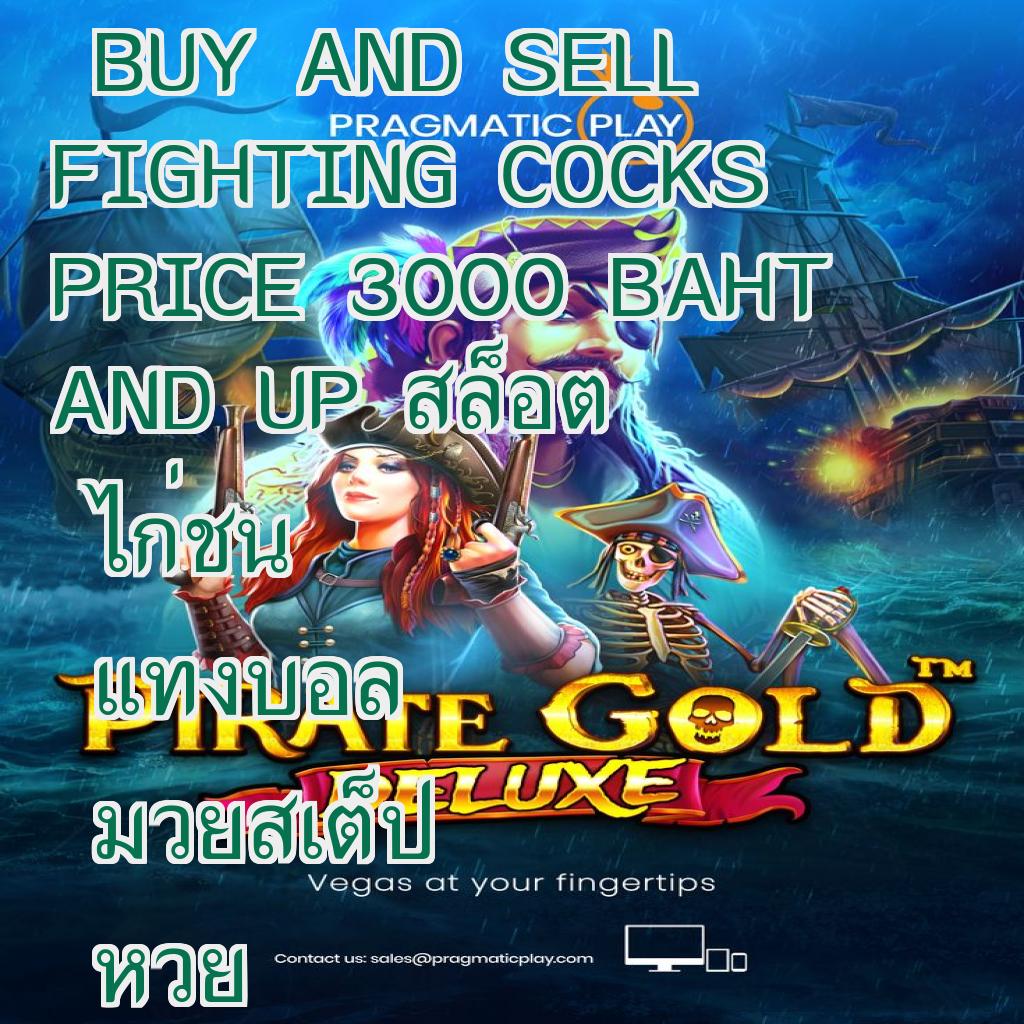 BUY AND SELL
PRAGMATIC PLAY
FIGHTING COCKS
PRICE 3000 BAHT
AND UP สล็อต
ไก่ชน
แทงบอล
PIRATE GOLD TM
DELUXE
มวยสเต็ป
Vegas at your fingertips
หวย
Contact us: sales@pragmaticplay.com